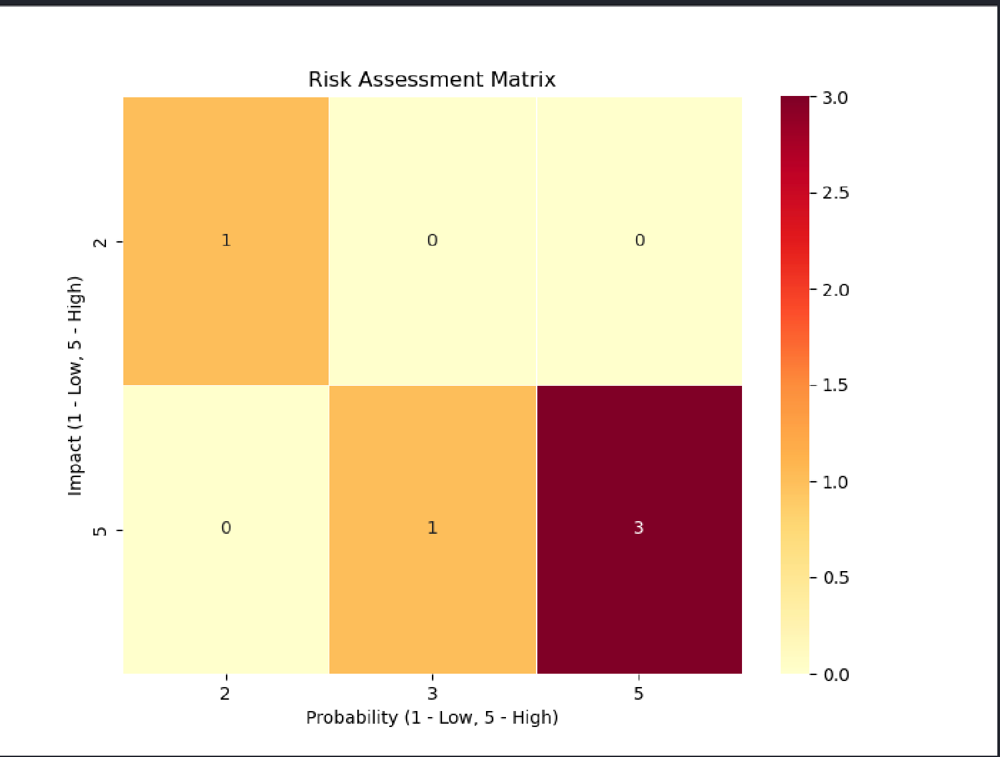 Risk Assessment Matrix
3.0
2.5
2.0
1.5
1.0
0.5
0.0
Impact (1 - Low, 5 - High)
2
5
1 0 0
0 1 3
2 3 5
Probability (1 - Low, 5 - High)